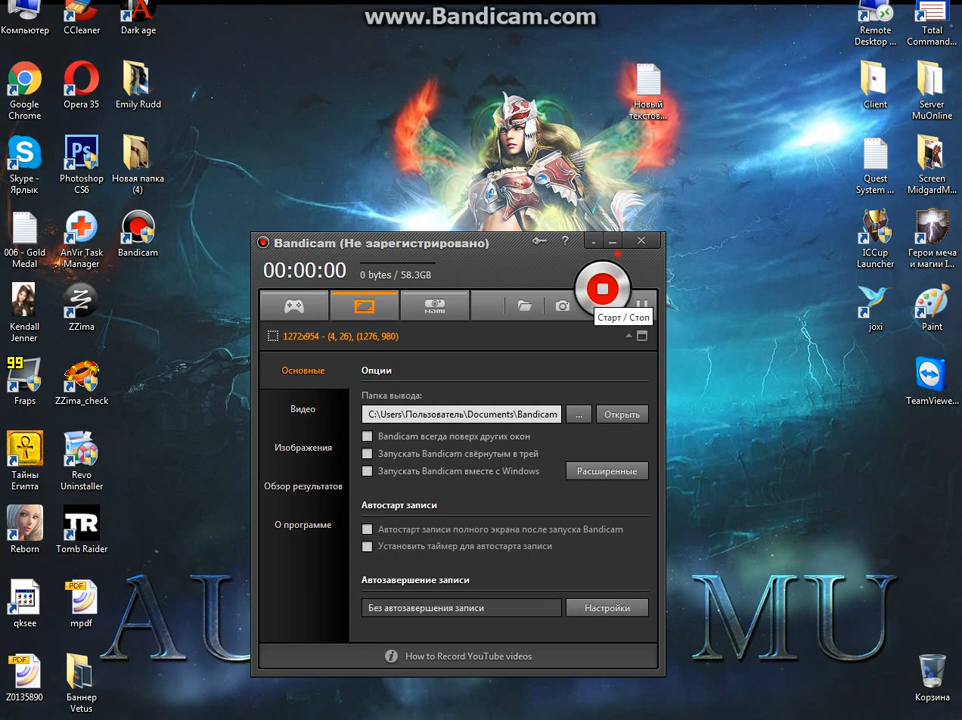 www.Bandicam.com
Компьютер
CCleaner
Dark age
Remote
Desktop ...
Total
Comman...
Google
Chrome
Opera 35
Emily Rudd
Новый
текстов...
Client
Server
MuOnline
Skype -
Ярлык
Photoshop
CS6
Новая папка
(4)
Quest
System ...
Screen
MidgardM...
006 - Gold
Medal
AnVir Task
Manager
Bandicam
ICCup
Launcher
Герои меча
и магии I...
Kendall
Jenner
ZZima
joxi
Paint
99
Fraps
ZZima_check
TeamViewe...
Тайны
Египта
Revo
Uninstaller
Reborn
TR
Tomb Raider
qksee
PDF
mpdf
PDF
Z0135890
Баннер
Vetus
Корзина
MU
Bandicam (Не зарегистрировано)
00:00:00
0 bytes / 58.3GB
HDMI
Старт / Стоп
1272x954 - (4, 26), (1276, 980)
Основные
Видео
Изображения
Обзор результатов
О программе
Опции
Папка вывода:
C:\Users\Пользователь\Documents\Bandicam
...
Открыть
Bandicam всегда поверх других окон
Запускать Bandicam свёрнутым в трей
Запускать Bandicam вместе с Windows
Расширенные
Автостарт записи
Автостарт записи полного экрана после запуска Bandicam
Установить таймер для автостарта записи
Автозавершение записи
Без автозавершения записи
Настройки
How to Record YouTube videos